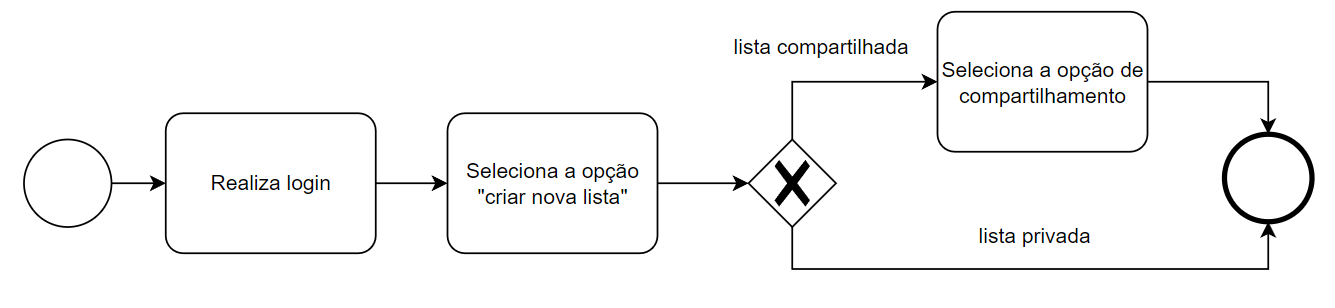 lista compartilhada
Seleciona a opção de
compartilhamento
Realiza login
Seleciona a opção
"criar nova lista"
lista privada